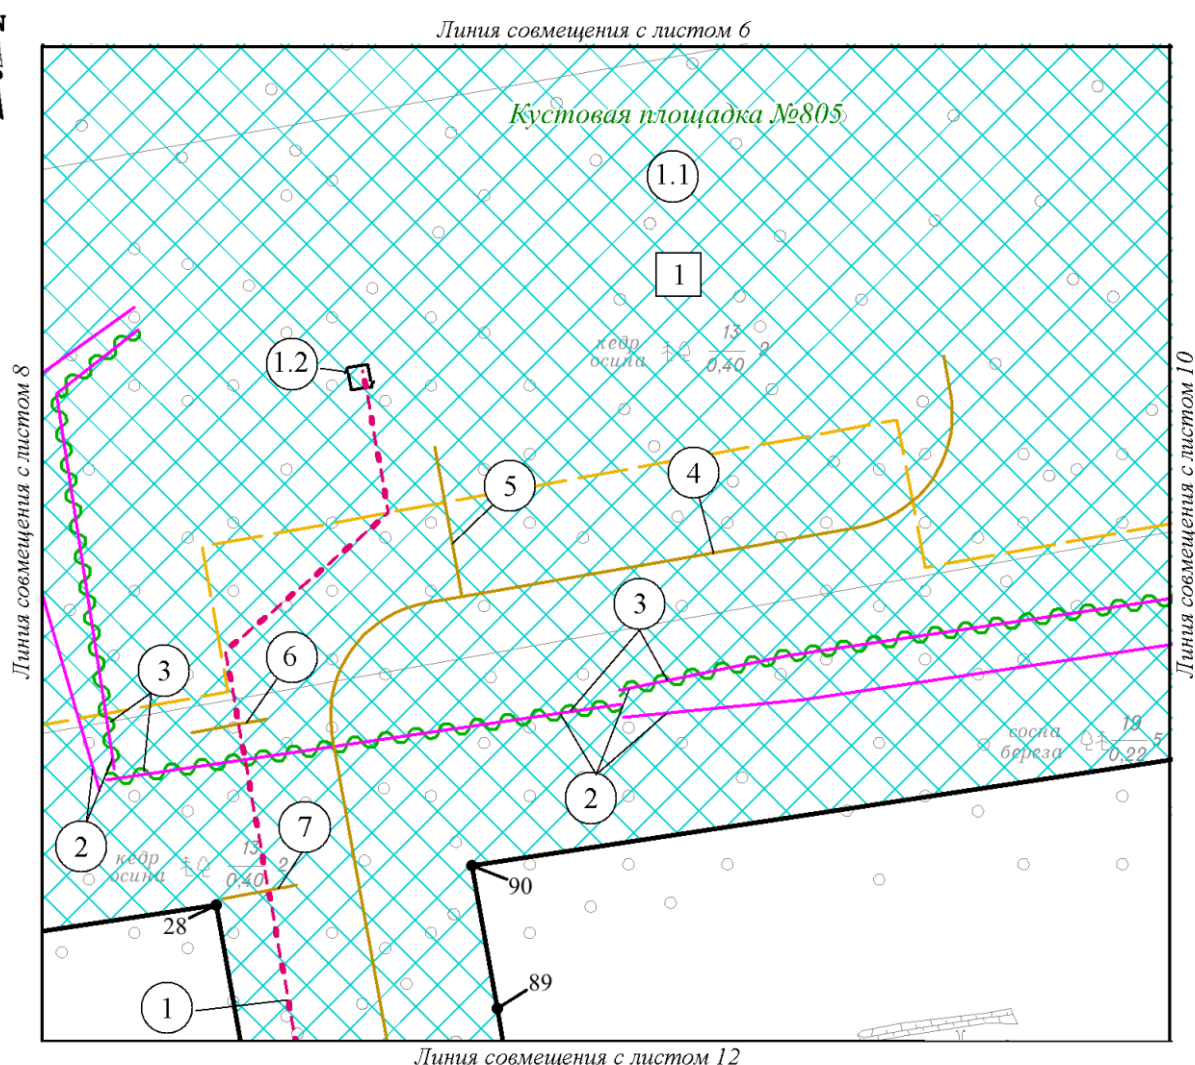 N
Линия совмещения с листом 6
Кустовая площадка №805
1.1
1
кедр
осина
13
0,40
2
1.2
Линия совмещения с листом 8
Линия совмещения с листом 10
5
4
3
6
3
сосна
береза
19
0,22
5
2
7
2
кедр
осина
13
0,40
2
90
28
89
1
Линия совмещения с листом 12